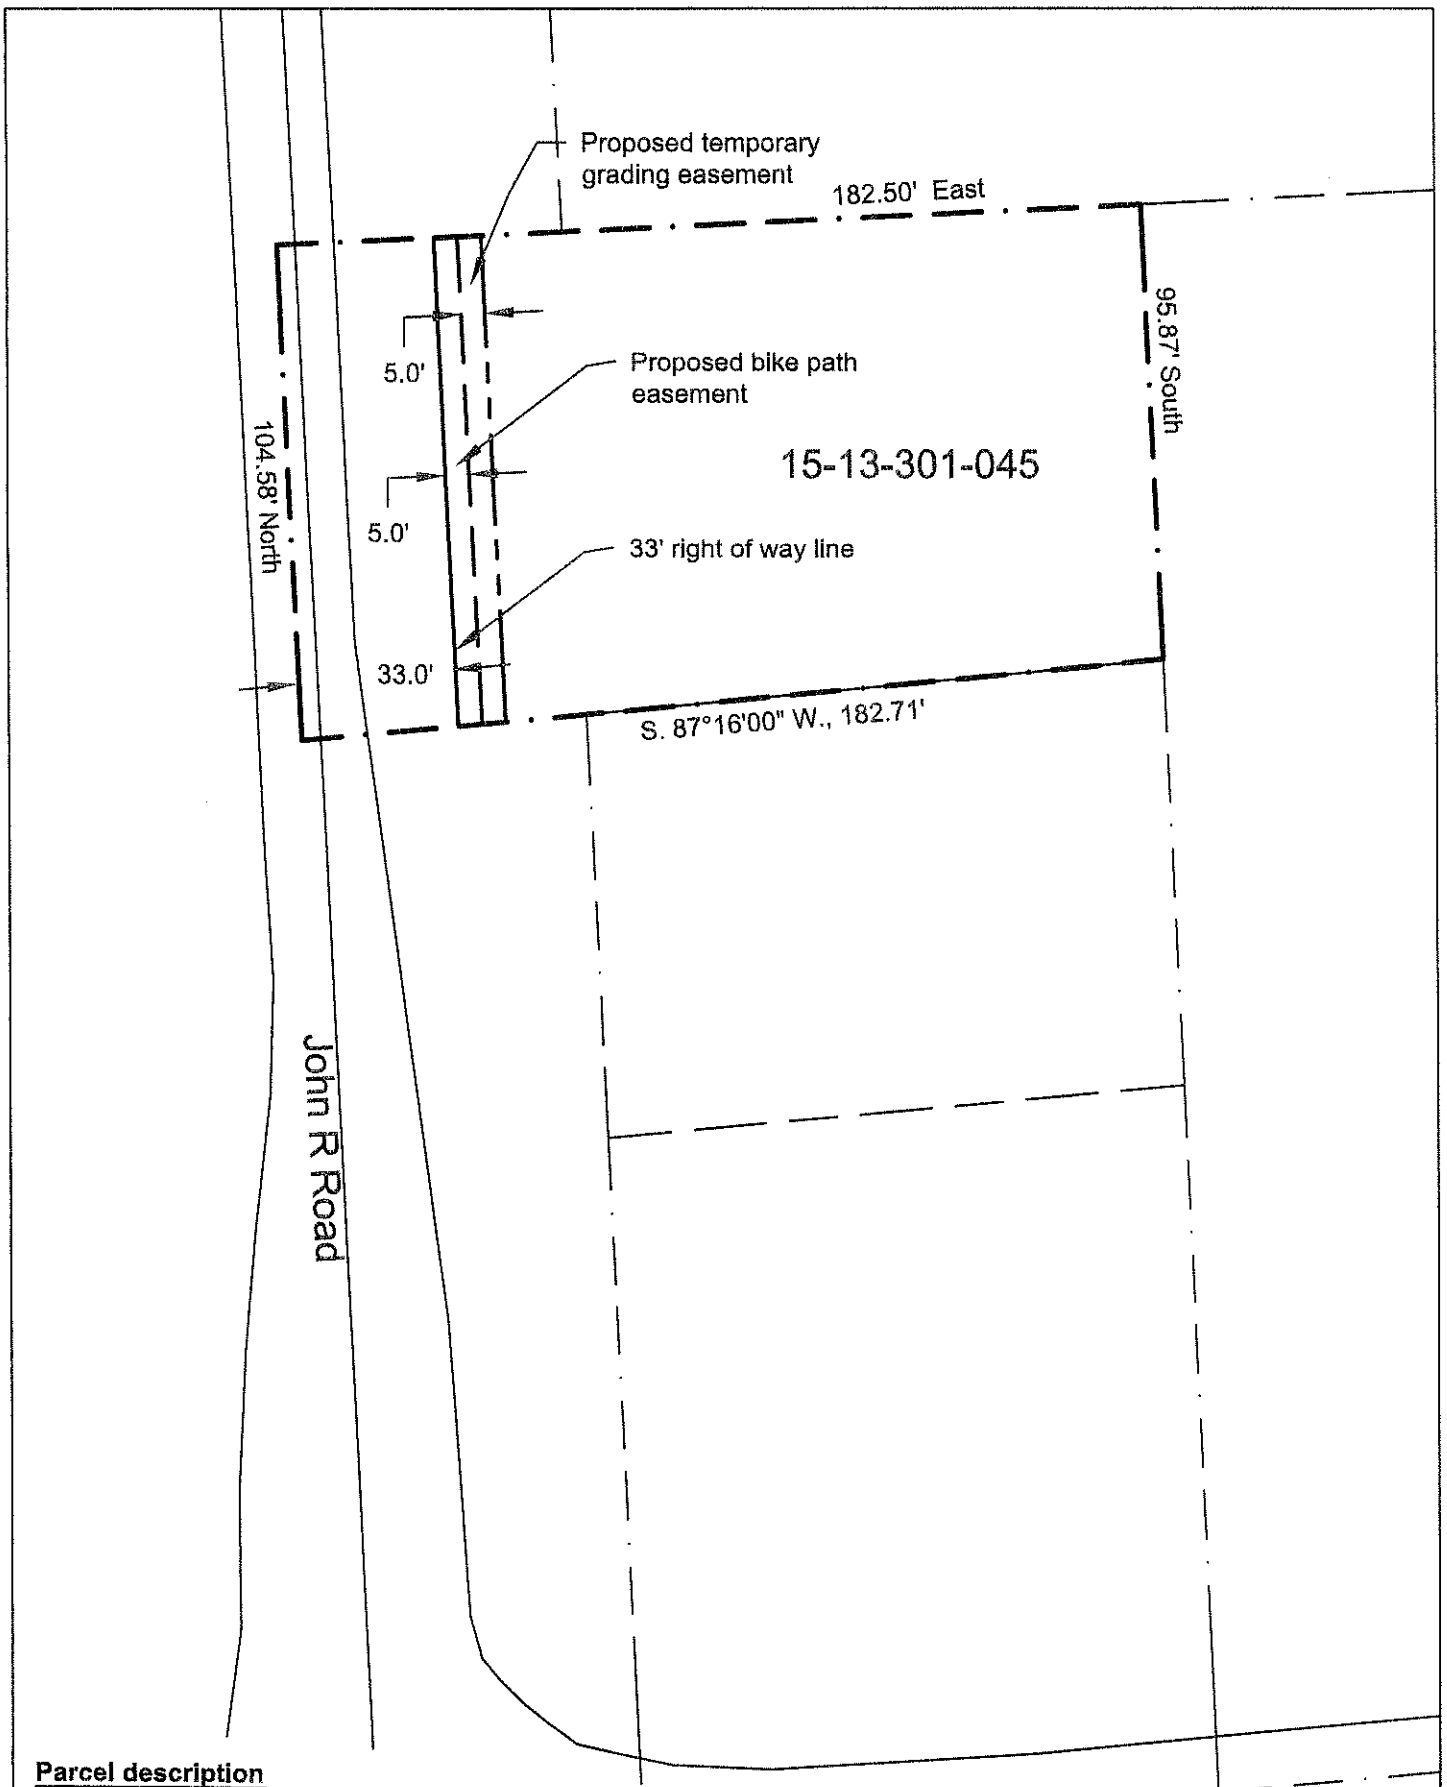 Proposed temporary
grading easement
182.50' East
95.87' South
5.0'
Proposed bike path
easement
15-13-301-045
104.58' North
5.0'
33' right of way line
33.0'
S. 87°16'00" W., 182.71'
John R Road
Parcel description